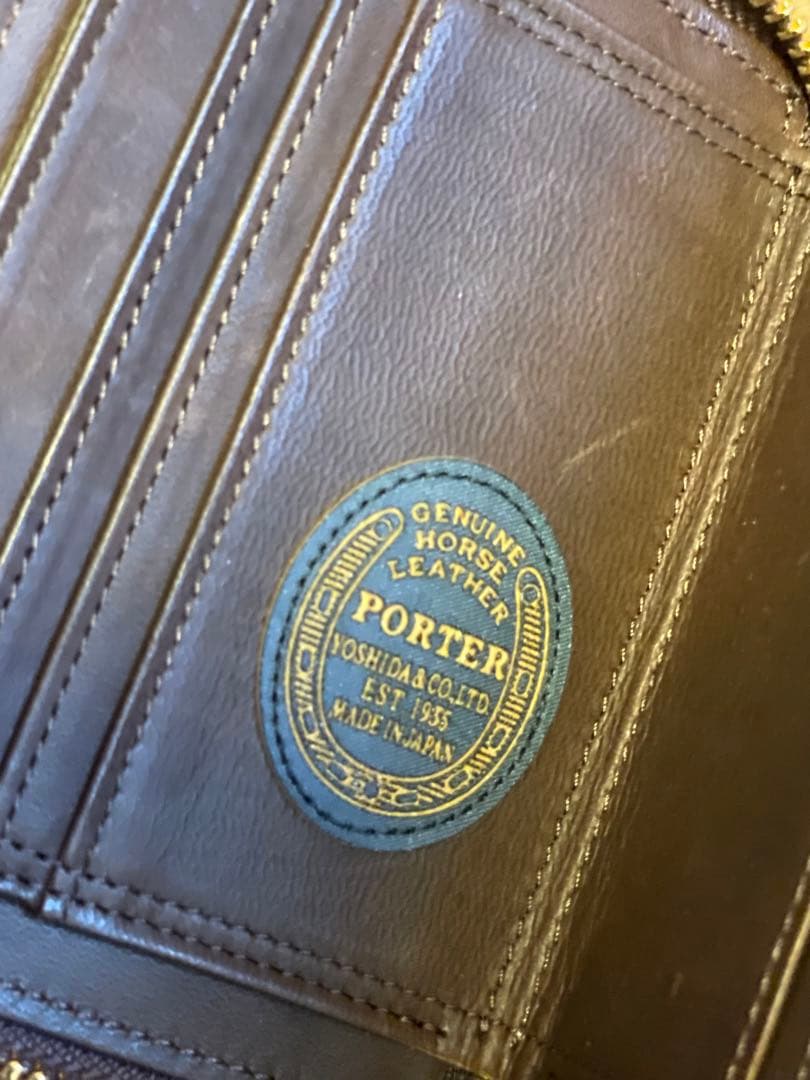 GENUINE
HORSE
LEATHER
PORTER
YOSHIDA & CO., LTD.
EST 1935
MADE IN JAPAN